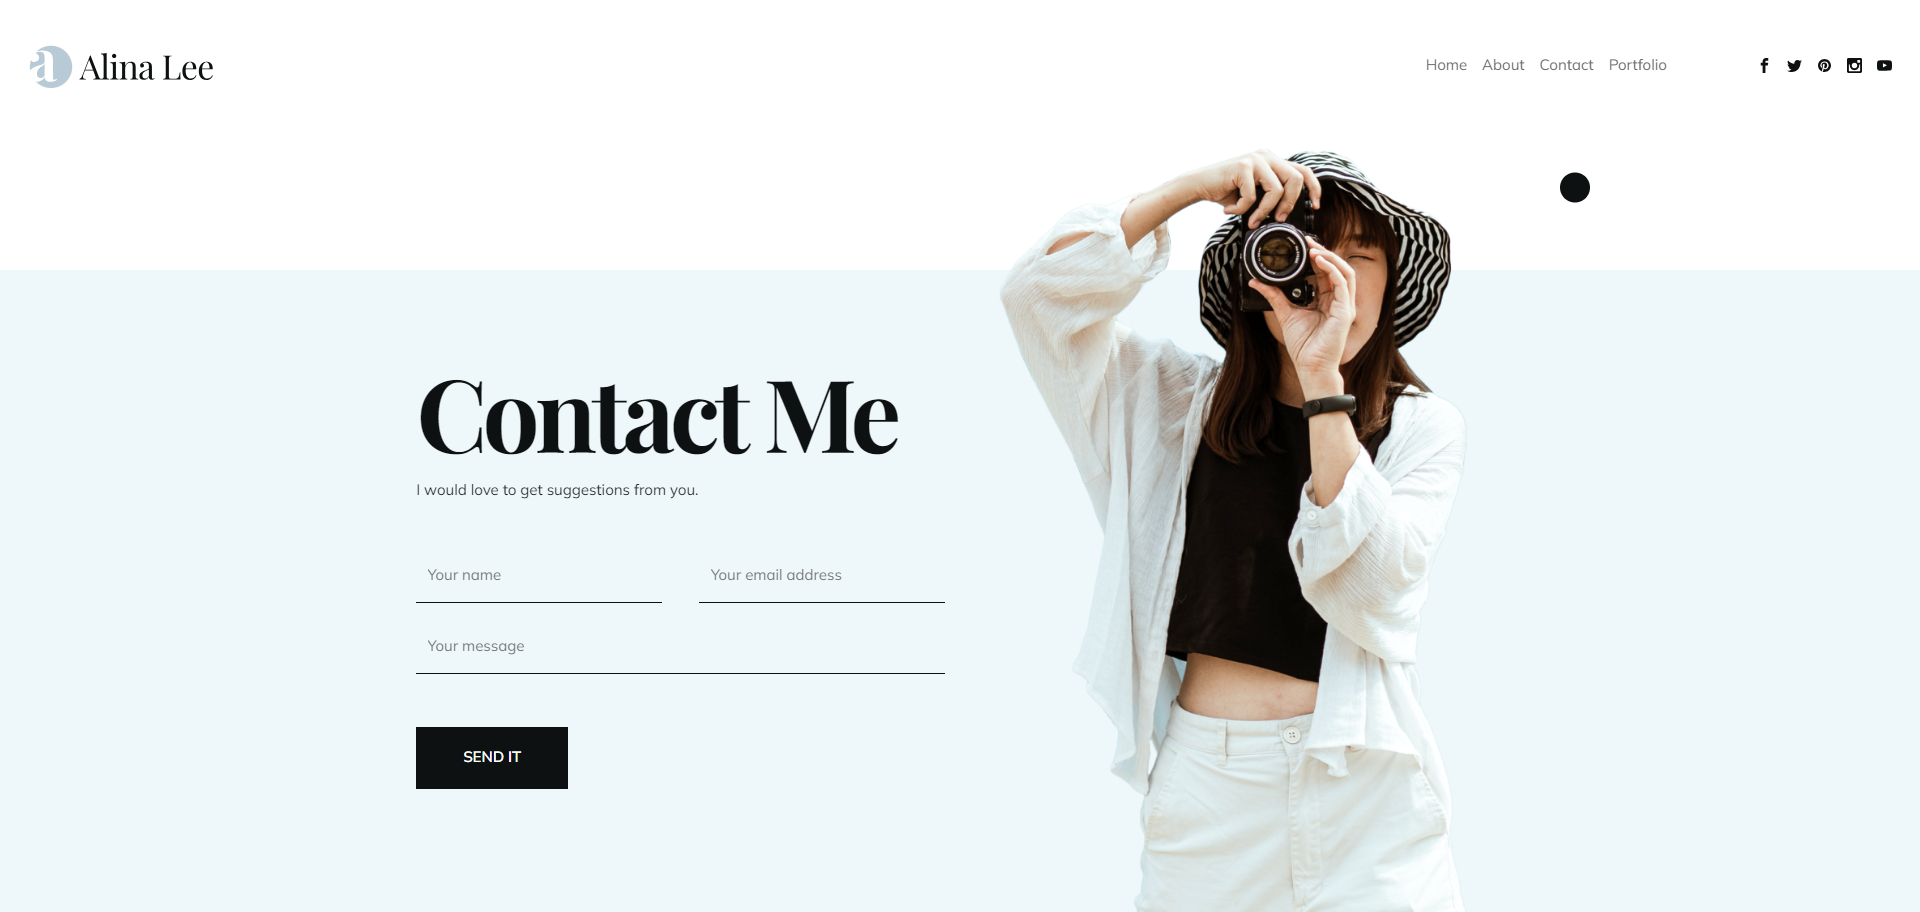 a Alina Lee
Home About Contact Portfolio
Contact Me
I would love to get suggestions from you.
Your name
Your email address
Your message
SEND IT